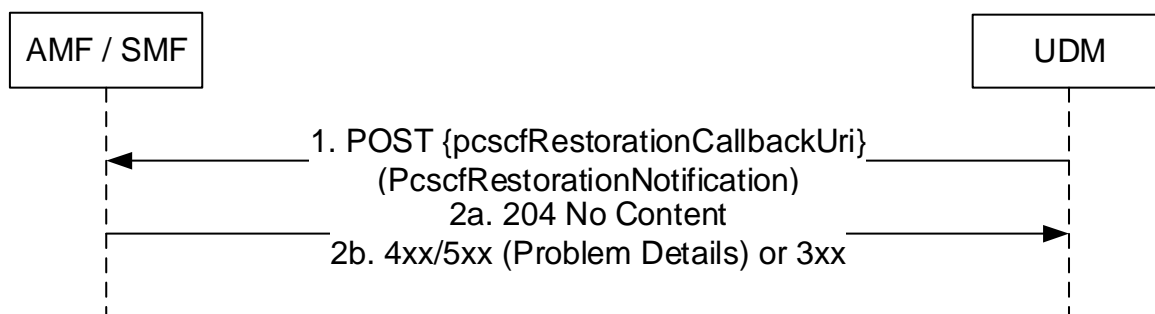 AMF / SMF
UDM
1. POST {pcscfRestorationCallbackUri}
(PcscfRestorationNotification)
2a. 204 No Content
2b. 4xx/5xx (Problem Details) or 3xx